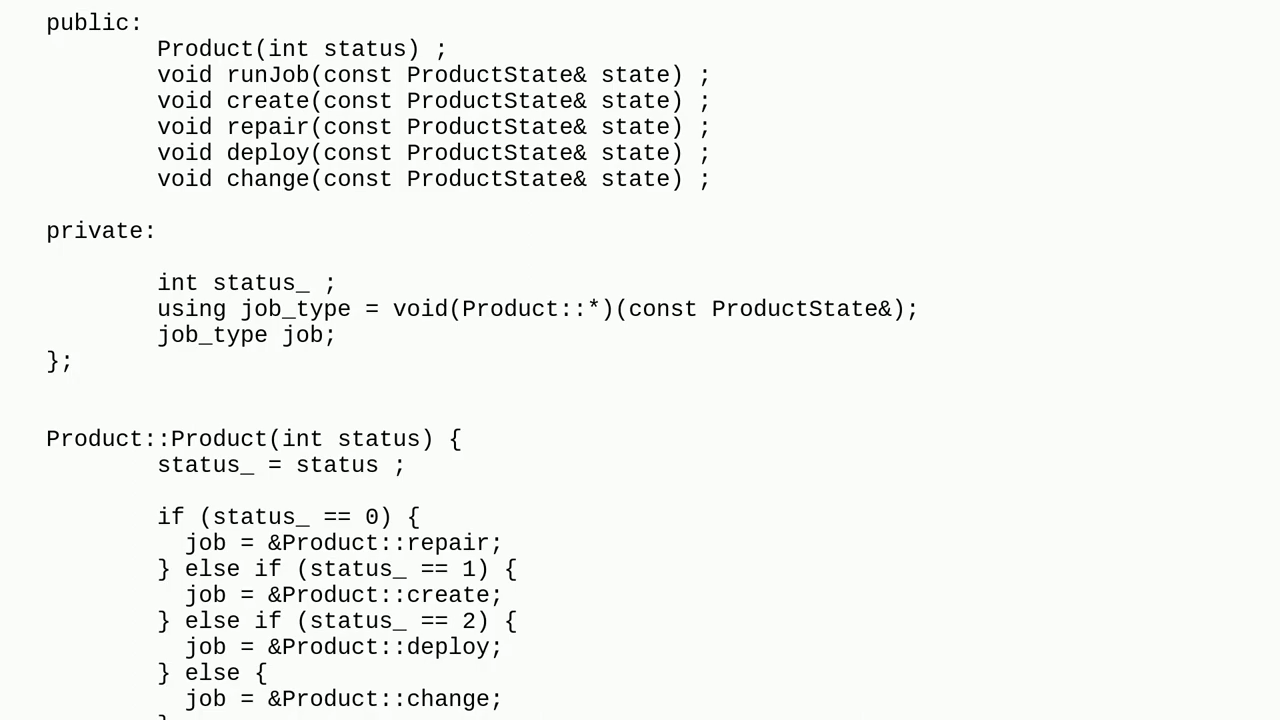 public:
Product(int status) ;
void runJob(const ProductState& state) ;
void create(const ProductState& state) ;
void repair(const ProductState& state) ;
void deploy(const ProductState& state) ;
void change(const ProductState& state) ;
private:
int status_ ;
using job_type = void(Product::*)(const ProductState&);
job_type job;
};
Product::Product(int status) {
status_ = status ;
if (status_ == 0) {
job = &Product::repair;
} else if (status_ == 1) {
job = &Product::create;
} else if (status_ == 2) {
job = &Product::deploy;
} else {
job = &Product::change;
}